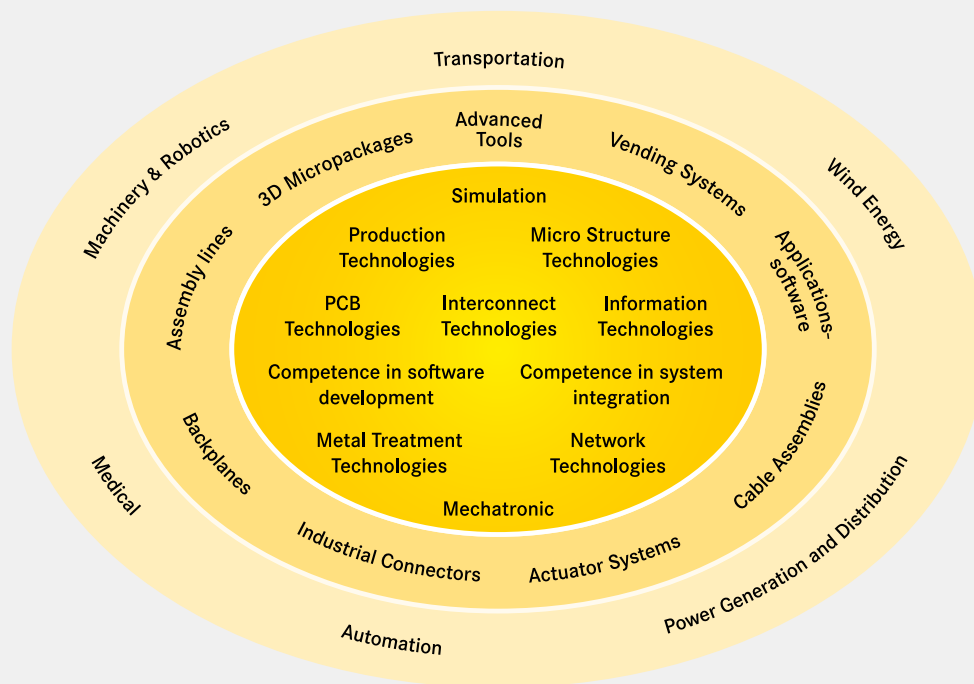 Transportation
Machinery & Robotics
Wind Energy
Medical
Power Generation and Distribution
Automation
Advanced
Tools
3D Micropackages
Vending Systems
Assembly lines
Applications-
software
Backplanes
Cable Assemblies
Industrial Connectors
Actuator Systems
Simulation
Production
Technologies
Micro Structure
Technologies
PCB
Technologies
Interconnect
Technologies
Information
Technologies
Competence in software
development
Competence in system
integration
Metal Treatment
Technologies
Network
Technologies
Mechatronic